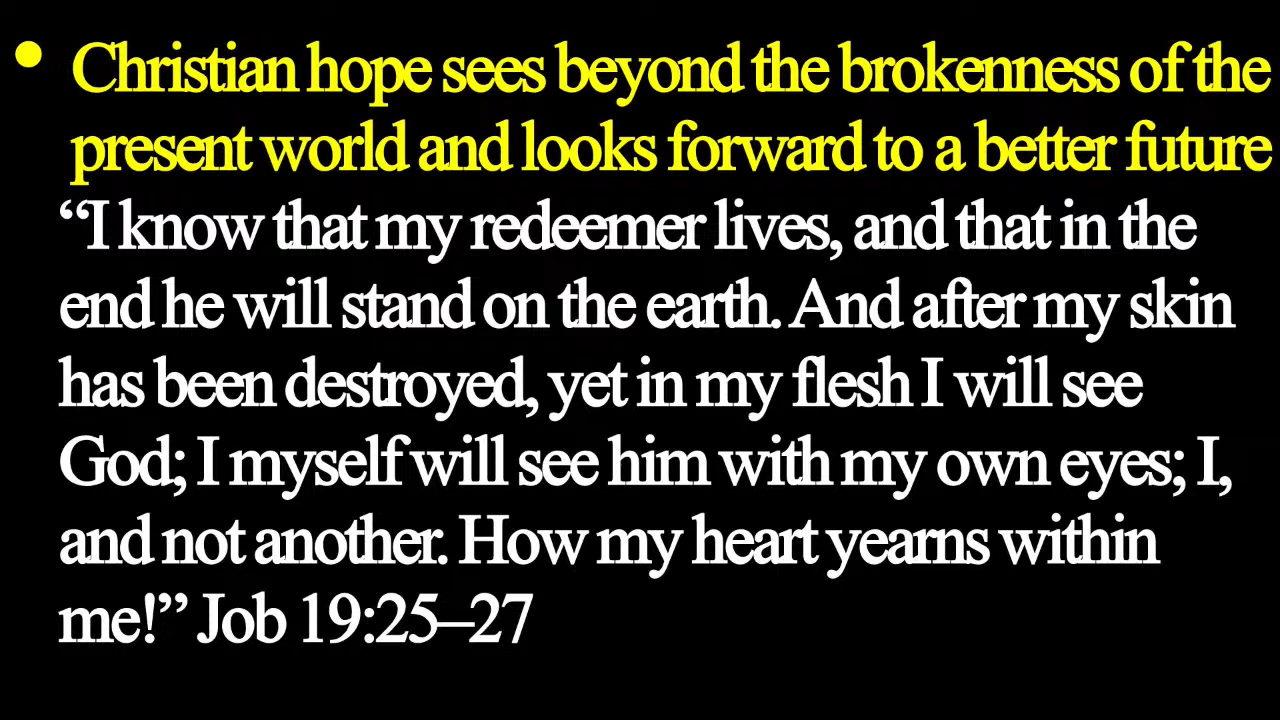 • Christian hope sees beyond the brokenness of the
present world and looks forward to a better future
“I know that my redeemer lives, and that in the
end he will stand on the earth. And after my skin
has been destroyed, yet in my flesh I will see
God; I myself will see him with my own eyes; I,
and not another. How my heart yearns within
me!” Job 19:25–27